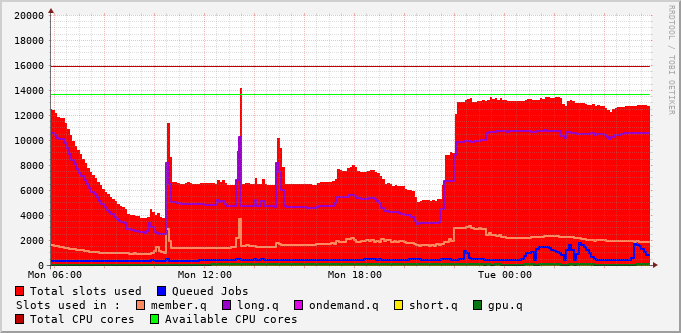 20000
18000
16000
14000
12000
10000
8000
6000
4000
2000
0
Mon 06:00 Mon 12:00 Mon 18:00 Tue 00:00
RRDTOOL / TOBI OETIKER
Total slots used Queued Jobs
Slots used in : member.q long.q ondemand.q short.q gpu.q
Total CPU cores Available CPU cores